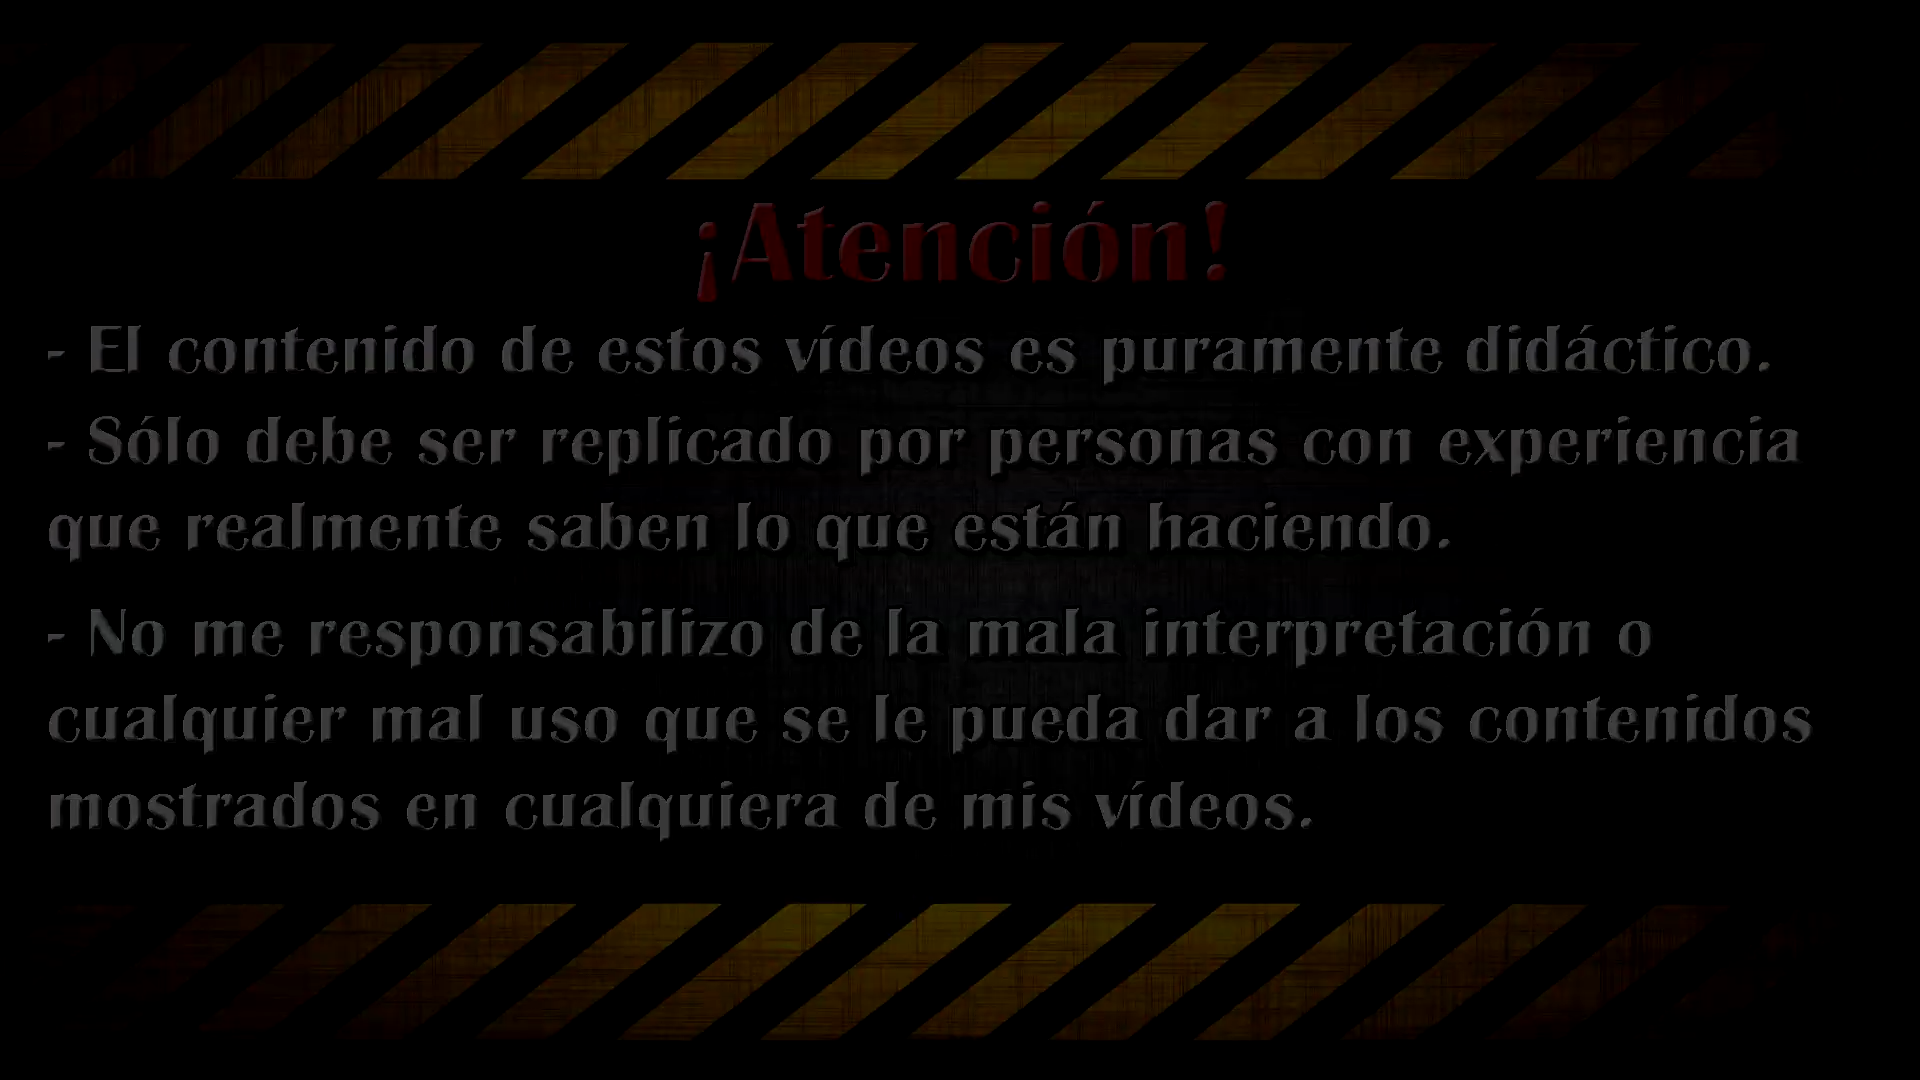 ¡Atención!
- El contenido de estos vídeos es puramente didáctico.
- Sólo debe ser replicado por personas con experiencia
que realmente saben lo que están haciendo.
- No me responsabilizo de la mala interpretación o
cualquier mal uso que se le pueda dar a los contenidos
mostrados en cualquiera de mis vídeos.